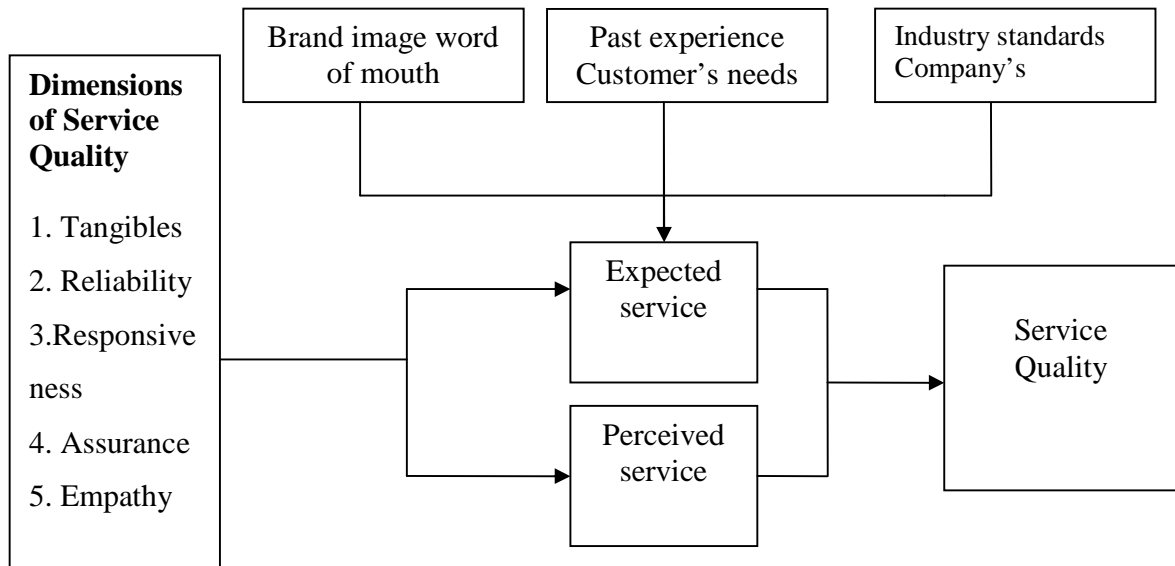 Brand image word
of mouth
Past experience
Customer's needs
Industry standards
Company's
Dimensions
of Service
Quality
1. Tangibles
2. Reliability
3.Responsive
ness
4. Assurance
5. Empathy
Expected
service
Perceived
service
Service
Quality